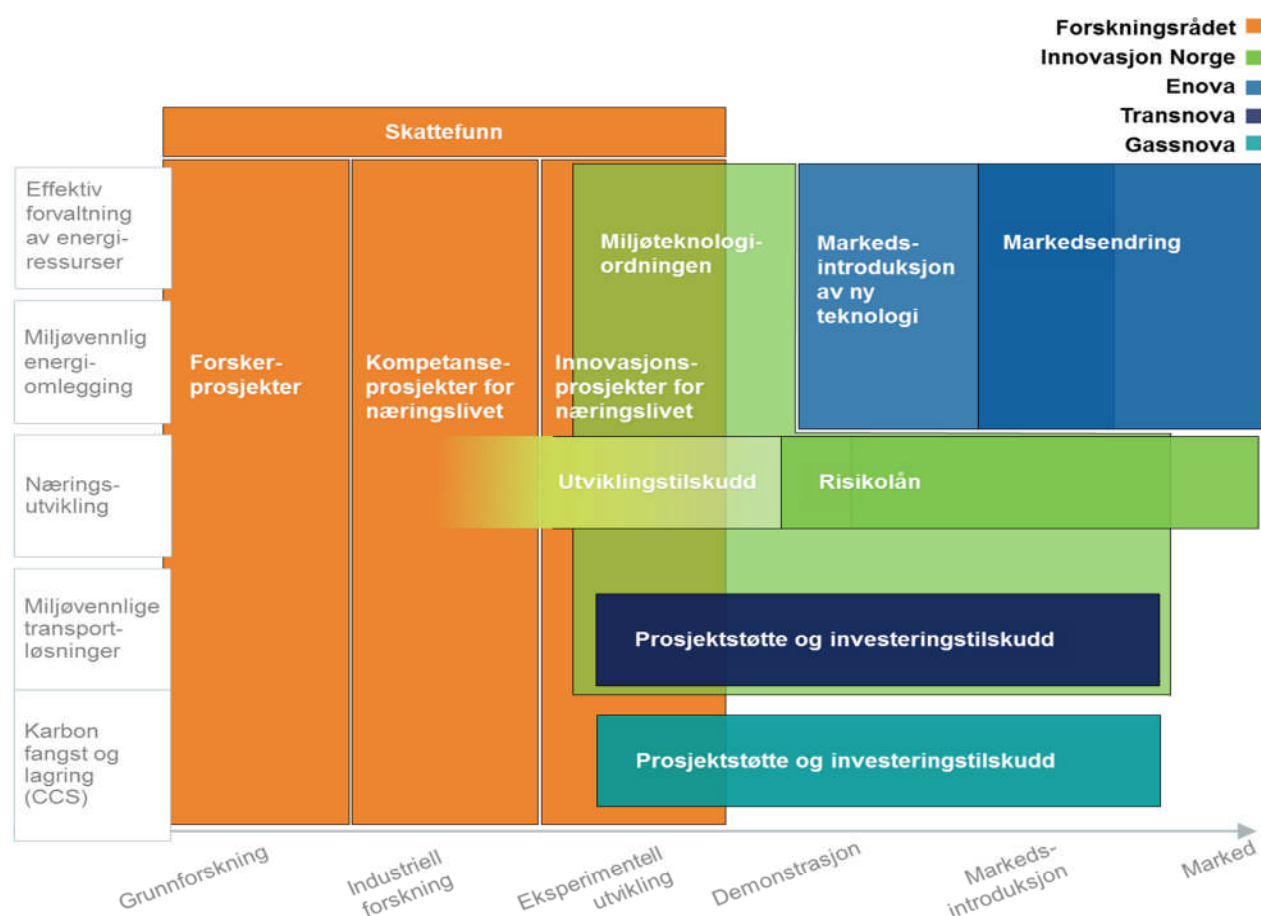 Forskningsrådet
Innovasjon Norge
Enova
Transnova
Gassnova
Skattefunn
Effektiv
forvaltning
av energi-
ressurser
Miljøvennlig
energi-
omlegging
Nærings-
utvikling
Miljøvennlige
transport-
løsninger
Karbon
fangst og
lagring
(CCS)
Forsker-
prosjekter
Kompetanse-
prosjekter for
næringslivet
Innovasjons-
prosjekter for
næringslivet
Miljøteknologi-
ordningen
Markeds-
introduksjon
av ny
teknologi
Markedsendring
Utviklingstilskudd
Risikolån
Prosjektstøtte og investeringstilskudd
Prosjektstøtte og investeringstilskudd
Grunnforskning
Industriell
forskning
Eksperimentell
utvikling
Demonstrasjon
Markeds-
introduksjon
Marked